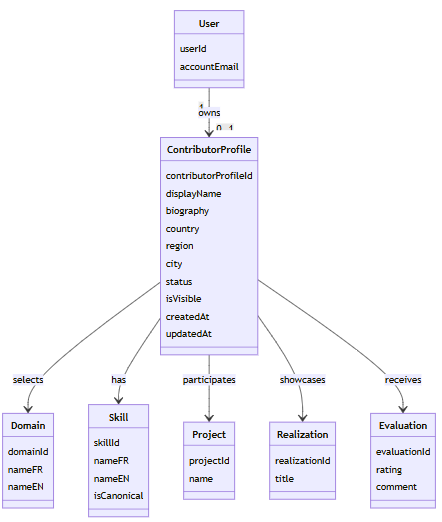 User
userId
accountEmail
1
owns
0..1
ContributorProfile
contributorProfileId
displayName
biography
country
region
city
status
isVisible
createdAt
updatedAt
selects
has
participates
showcases
receives
Domain
domainId
nameFR
nameEN
Skill
skillId
nameFR
nameEN
isCanonical
Project
projectId
name
Realization
realizationId
title
Evaluation
evaluationId
rating
comment